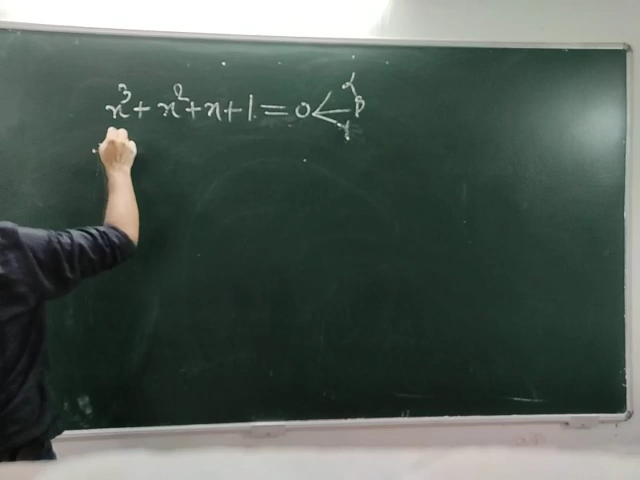 x³ + x² + x + 1 = 0 < α
β
γ